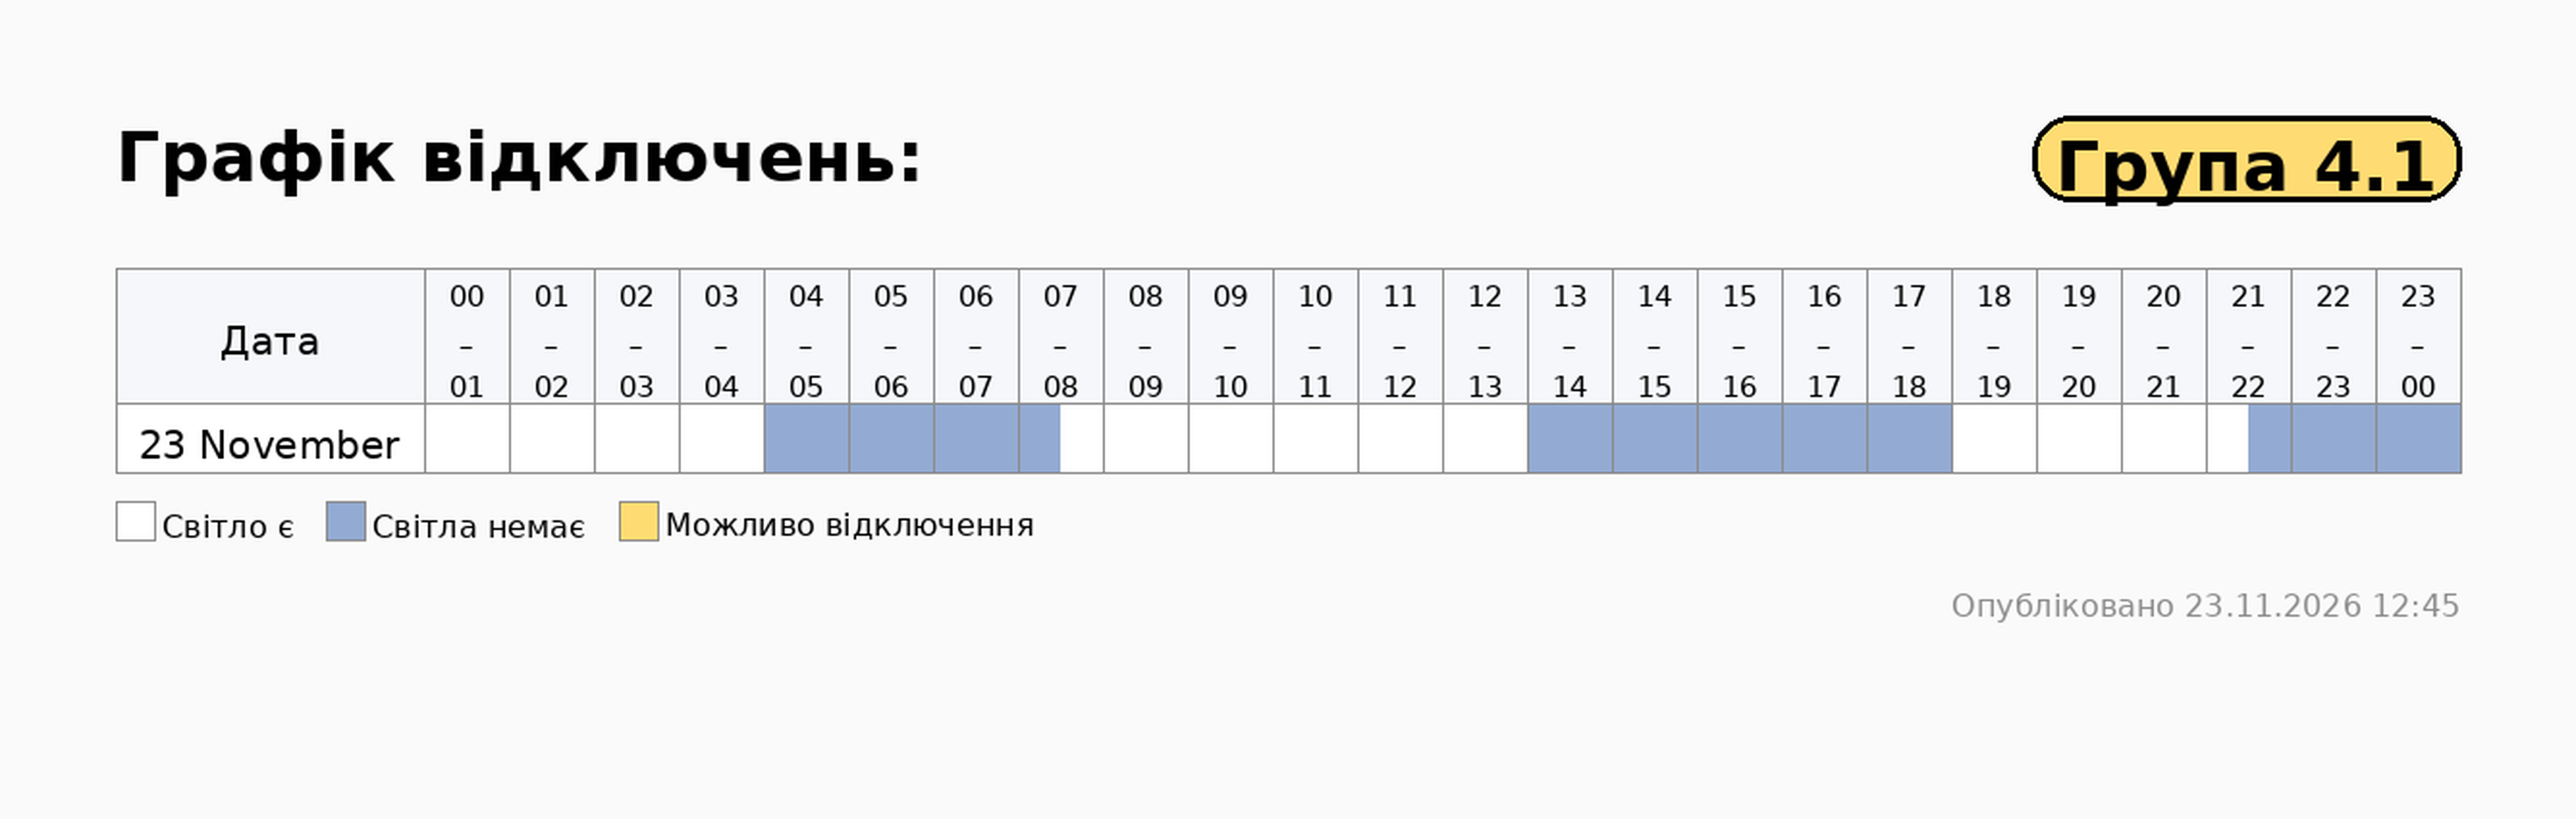 Графік відключень:
Група 4.1
Дата
00 – 01
01 – 02
02 – 03
03 – 04
04 – 05
05 – 06
06 – 07
07 – 08
08 – 09
09 – 10
10 – 11
11 – 12
12 – 13
13 – 14
14 – 15
15 – 16
16 – 17
17 – 18
18 – 19
19 – 20
20 – 21
21 – 22
22 – 23
23 – 00
23 November
Світло є
Світла немає
Можливо відключення
Опубліковано 23.11.2026 12:45